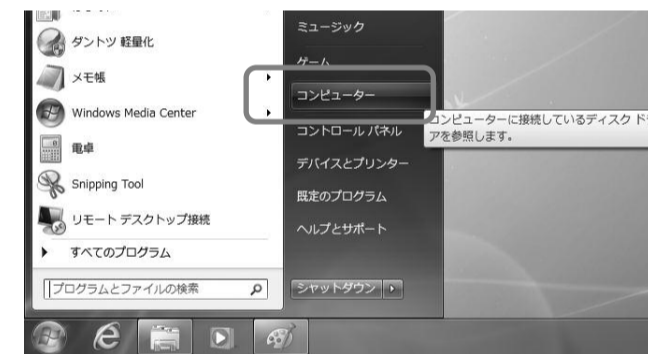 ダントツ 軽量化
メモ帳
Windows Media Center
電卓
Snipping Tool
リモート デスクトップ接続
すべてのプログラム
プログラムとファイルの検索
ミュージック
ゲーム
コンピューター
コントロール パネル
デバイスとプリンター
既定のプログラム
ヘルプとサポート
シャットダウン
コンピューターに接続しているディスク ド
アを参照します。